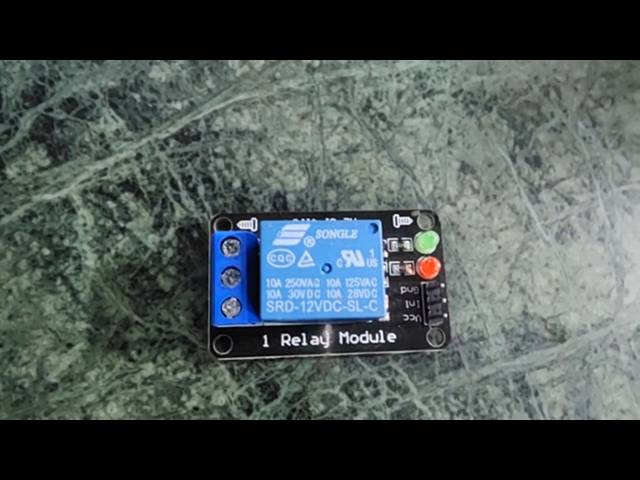 SONGLE
®
CQC
c UL US 1
10A 250VAC 10A 125VAC
10A 30VDC 10A 28VDC
SRD-12VDC-SL-C
Gnd
In1
Vcc
1 Relay Module